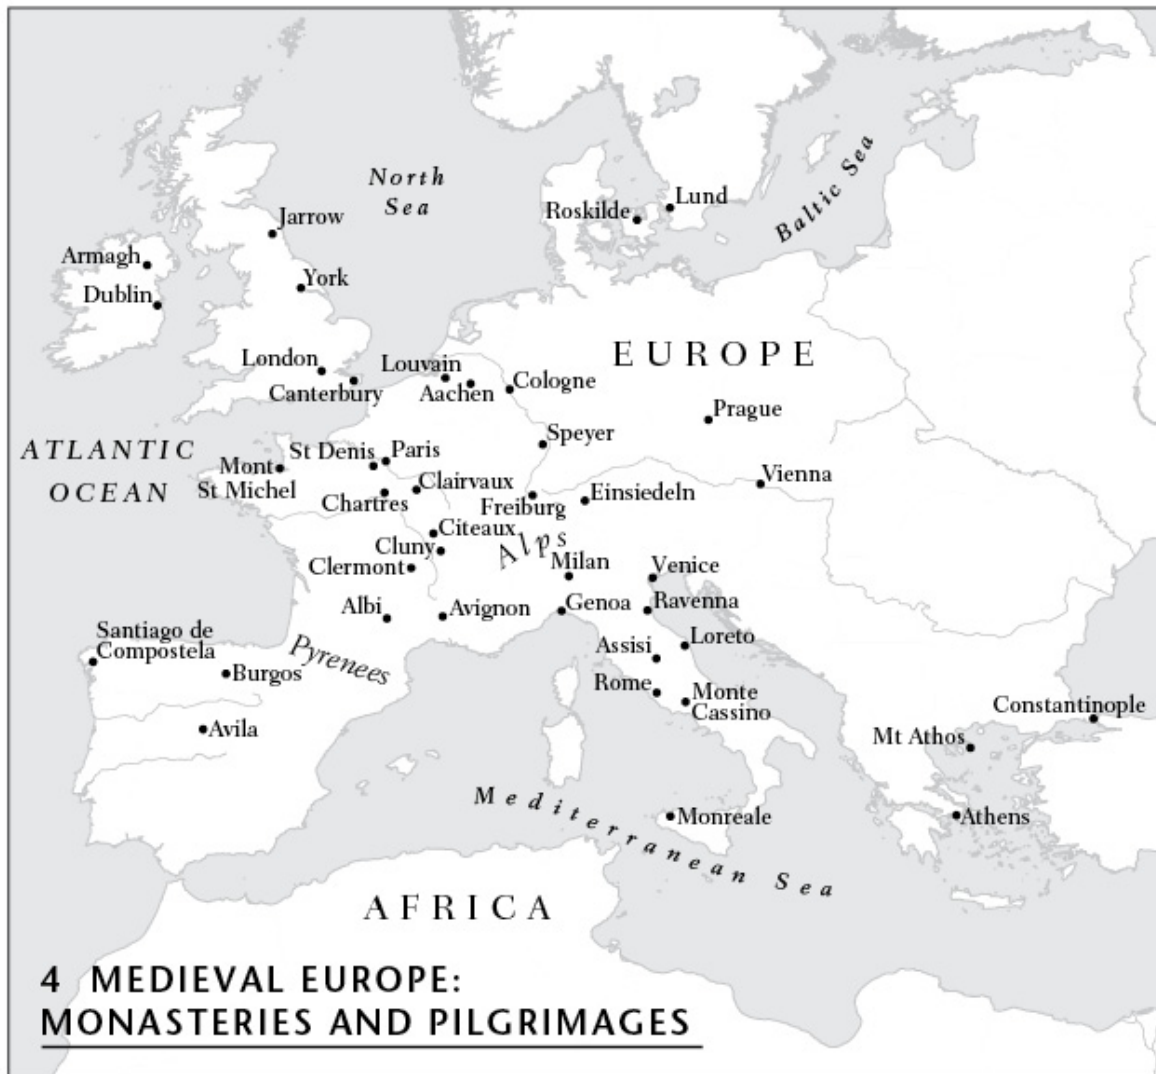 North
Sea
Baltic Sea
Lund
Roskilde
Jarrow
Armagh
York
Dublin
EUROPE
London
Louvain
Canterbury
Aachen
Cologne
Prague
Speyer
ATLANTIC
OCEAN
St Denis
Paris
Mont
St Michel
Clairvaux
Vienna
Chartres
Freiburg
Einsiedeln
Citeaux
Cluny
Alps
Clermont
Milan
Venice
Albi
Avignon
Genoa
Ravenna
Santiago de
Compostela
Pyrenees
Burgos
Assisi
Loreto
Rome
Monte
Cassino
Avila
Constantinople
Mt Athos
Mediterranean Sea
Monreale
Athens
AFRICA
4 MEDIEVAL EUROPE:
MONASTERIES AND PILGRIMAGES